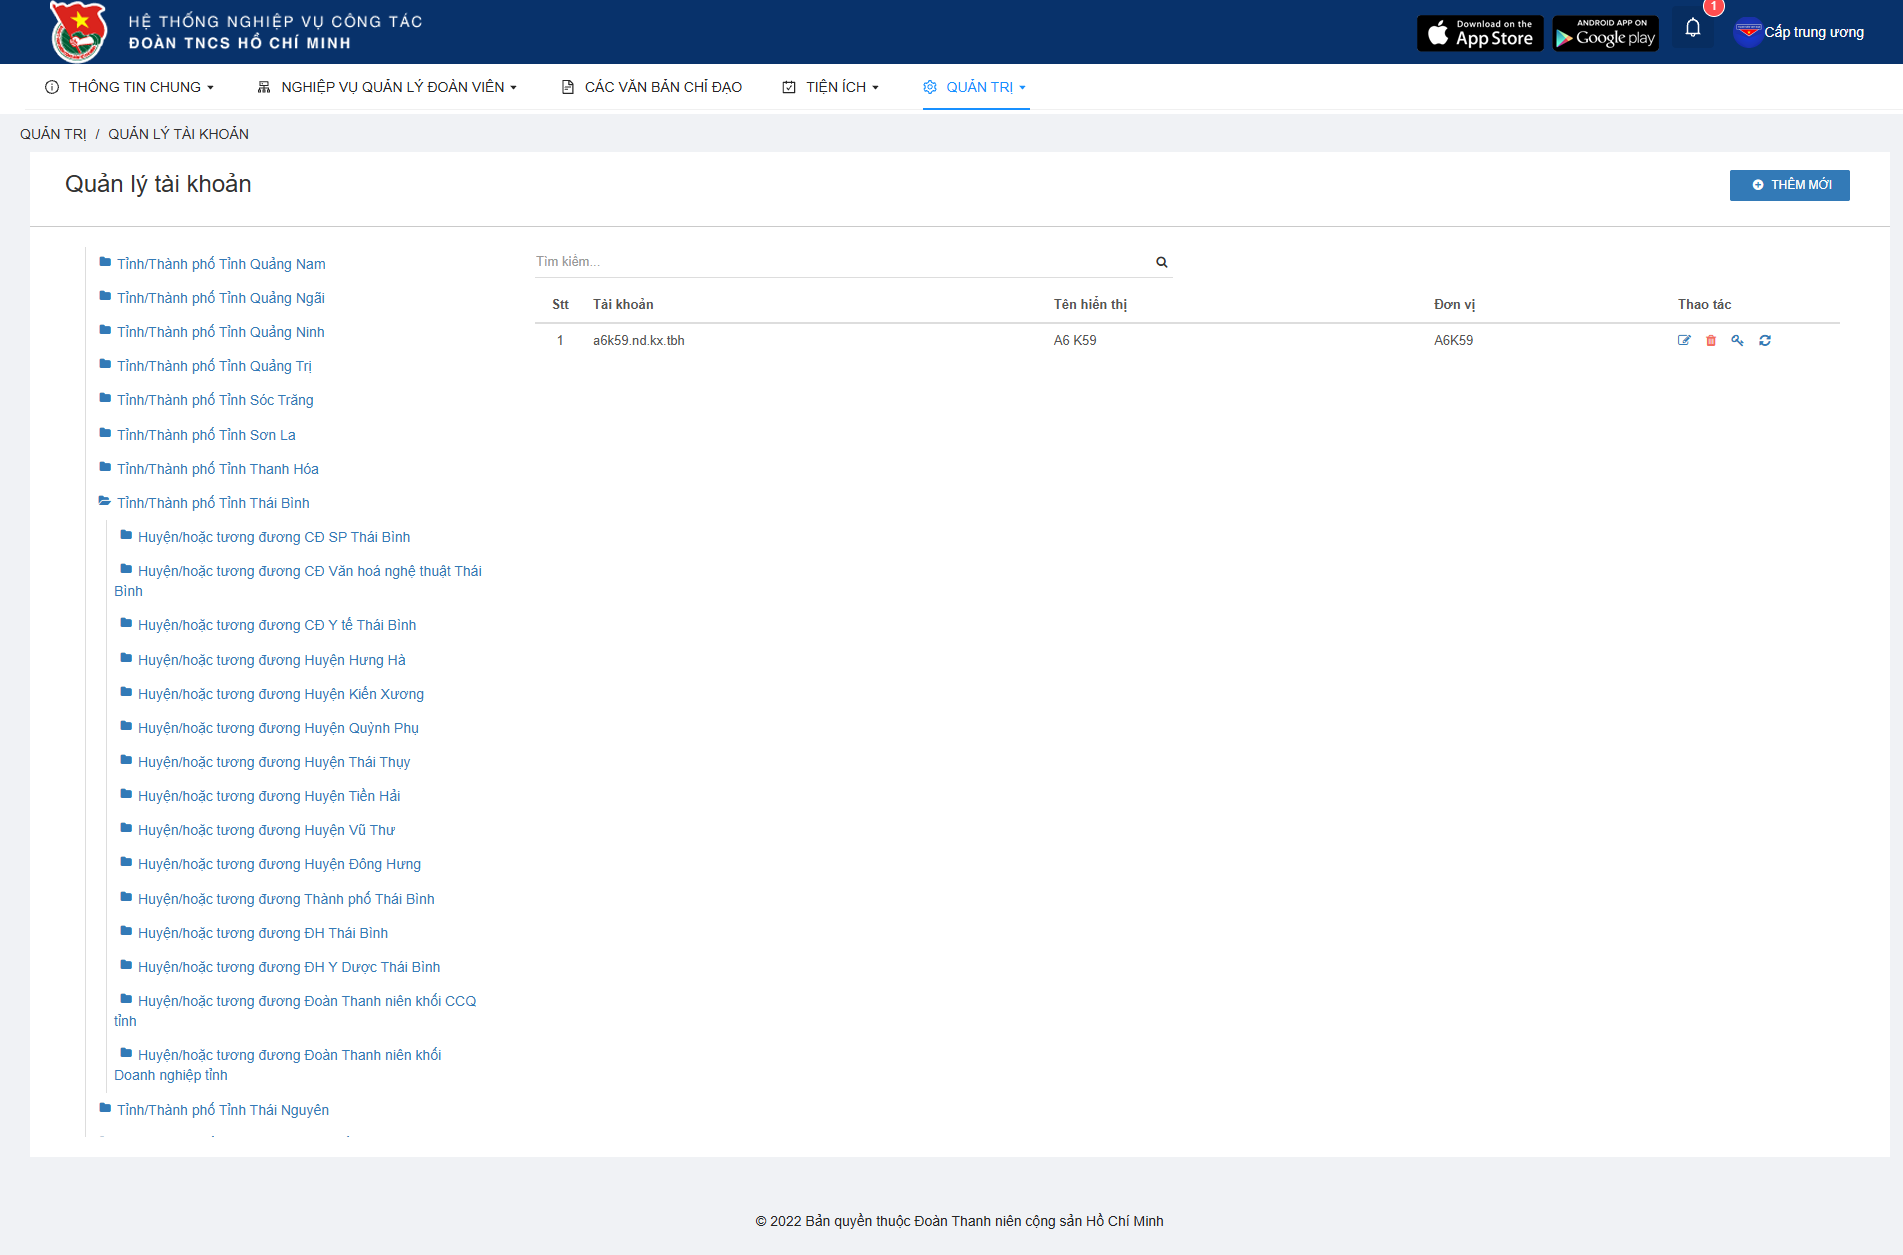 HỆ THỐNG NGHIỆP VỤ CÔNG TÁC
ĐOÀN TNCS HỒ CHÍ MINH
Download on the
App Store
ANDROID APP ON
Google play
1
Cấp trung ương
THÔNG TIN CHUNG
NGHIỆP VỤ QUẢN LÝ ĐOÀN VIÊN
CÁC VĂN BẢN CHỈ ĐẠO
TIỆN ÍCH
QUẢN TRỊ
QUẢN TRỊ / QUẢN LÝ TÀI KHOẢN
Quản lý tài khoản
THÊM MỚI
Tỉnh/Thành phố Tỉnh Quảng Nam
Tỉnh/Thành phố Tỉnh Quảng Ngãi
Tỉnh/Thành phố Tỉnh Quảng Ninh
Tỉnh/Thành phố Tỉnh Quảng Trị
Tỉnh/Thành phố Tỉnh Sóc Trăng
Tỉnh/Thành phố Tỉnh Sơn La
Tỉnh/Thành phố Tỉnh Thanh Hóa
Tỉnh/Thành phố Tỉnh Thái Bình
Huyện/hoặc tương đương CĐ SP Thái Bình
Huyện/hoặc tương đương CĐ Văn hoá nghệ thuật Thái
Bình
Huyện/hoặc tương đương CĐ Y tế Thái Bình
Huyện/hoặc tương đương Huyện Hưng Hà
Huyện/hoặc tương đương Huyện Kiến Xương
Huyện/hoặc tương đương Huyện Quỳnh Phụ
Huyện/hoặc tương đương Huyện Thái Thụy
Huyện/hoặc tương đương Huyện Tiền Hải
Huyện/hoặc tương đương Huyện Vũ Thư
Huyện/hoặc tương đương Huyện Đông Hưng
Huyện/hoặc tương đương Thành phố Thái Bình
Huyện/hoặc tương đương ĐH Thái Bình
Huyện/hoặc tương đương ĐH Y Dược Thái Bình
Huyện/hoặc tương đương Đoàn Thanh niên khối CCQ
tỉnh
Huyện/hoặc tương đương Đoàn Thanh niên khối
Doanh nghiệp tỉnh
Tỉnh/Thành phố Tỉnh Thái Nguyên
Tìm kiếm...
Stt Tài khoản Tên hiển thị Đơn vị Thao tác
1 a6k59.nd.kx.tbh A6 K59 A6K59
© 2022 Bản quyền thuộc Đoàn Thanh niên cộng sản Hồ Chí Minh